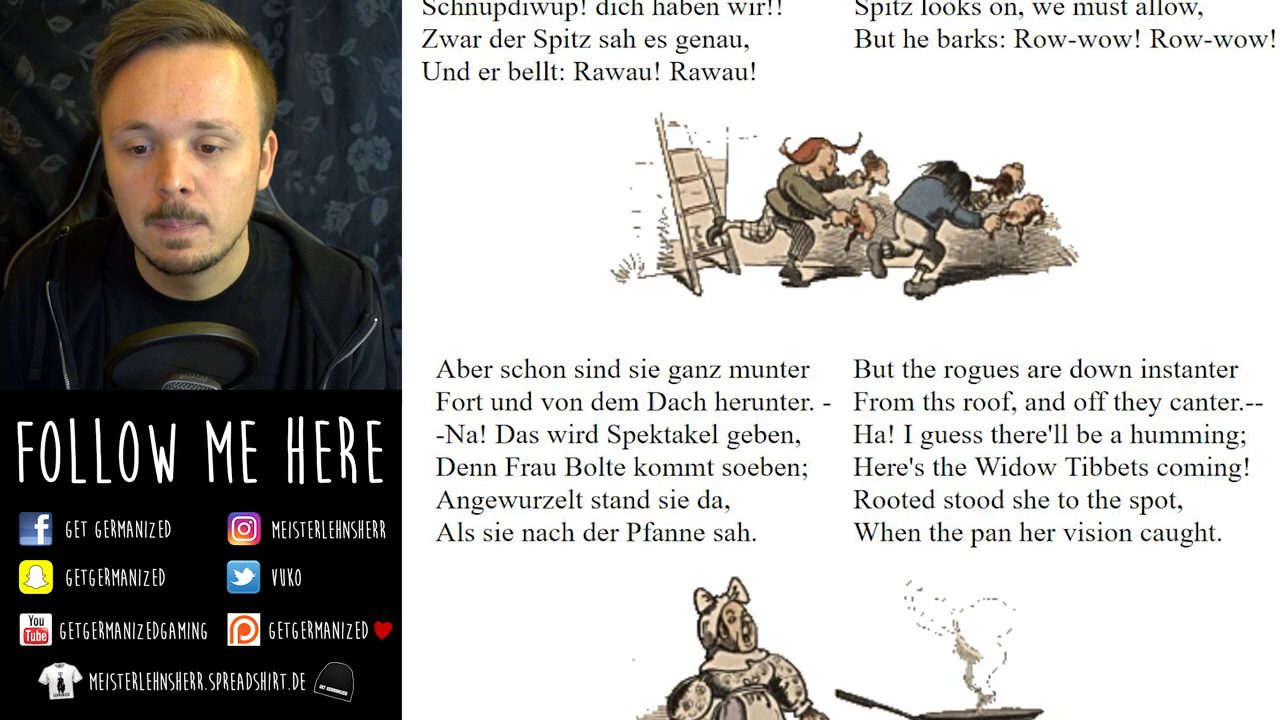 Schnupdiwup! dich haben wir!!
Zwar der Spitz sah es genau,
Und er bellt: Rawau! Rawau!
Spitz looks on, we must allow,
But he barks: Row-wow! Row-wow!
Aber schon sind sie ganz munter
Fort und von dem Dach herunter. -
-Na! Das wird Spektakel geben,
Denn Frau Bolte kommt soeben;
Angewurzelt stand sie da,
Als sie nach der Pfanne sah.
But the rogues are down instanter
From ths roof, and off they canter.--
Ha! I guess there'll be a humming;
Here's the Widow Tibbets coming!
Rooted stood she to the spot,
When the pan her vision caught.
FOLLOW ME HERE
f GET GERMANIZED
MEISTERLEHNSHERR
GETGERMANIZED
VUKO
You Tube GETGERMANIZEDGAMING
GETGERMANIZED
MEISTERLEHNSHERR.SPREADSHIRT.DE
GET GERMANIZED